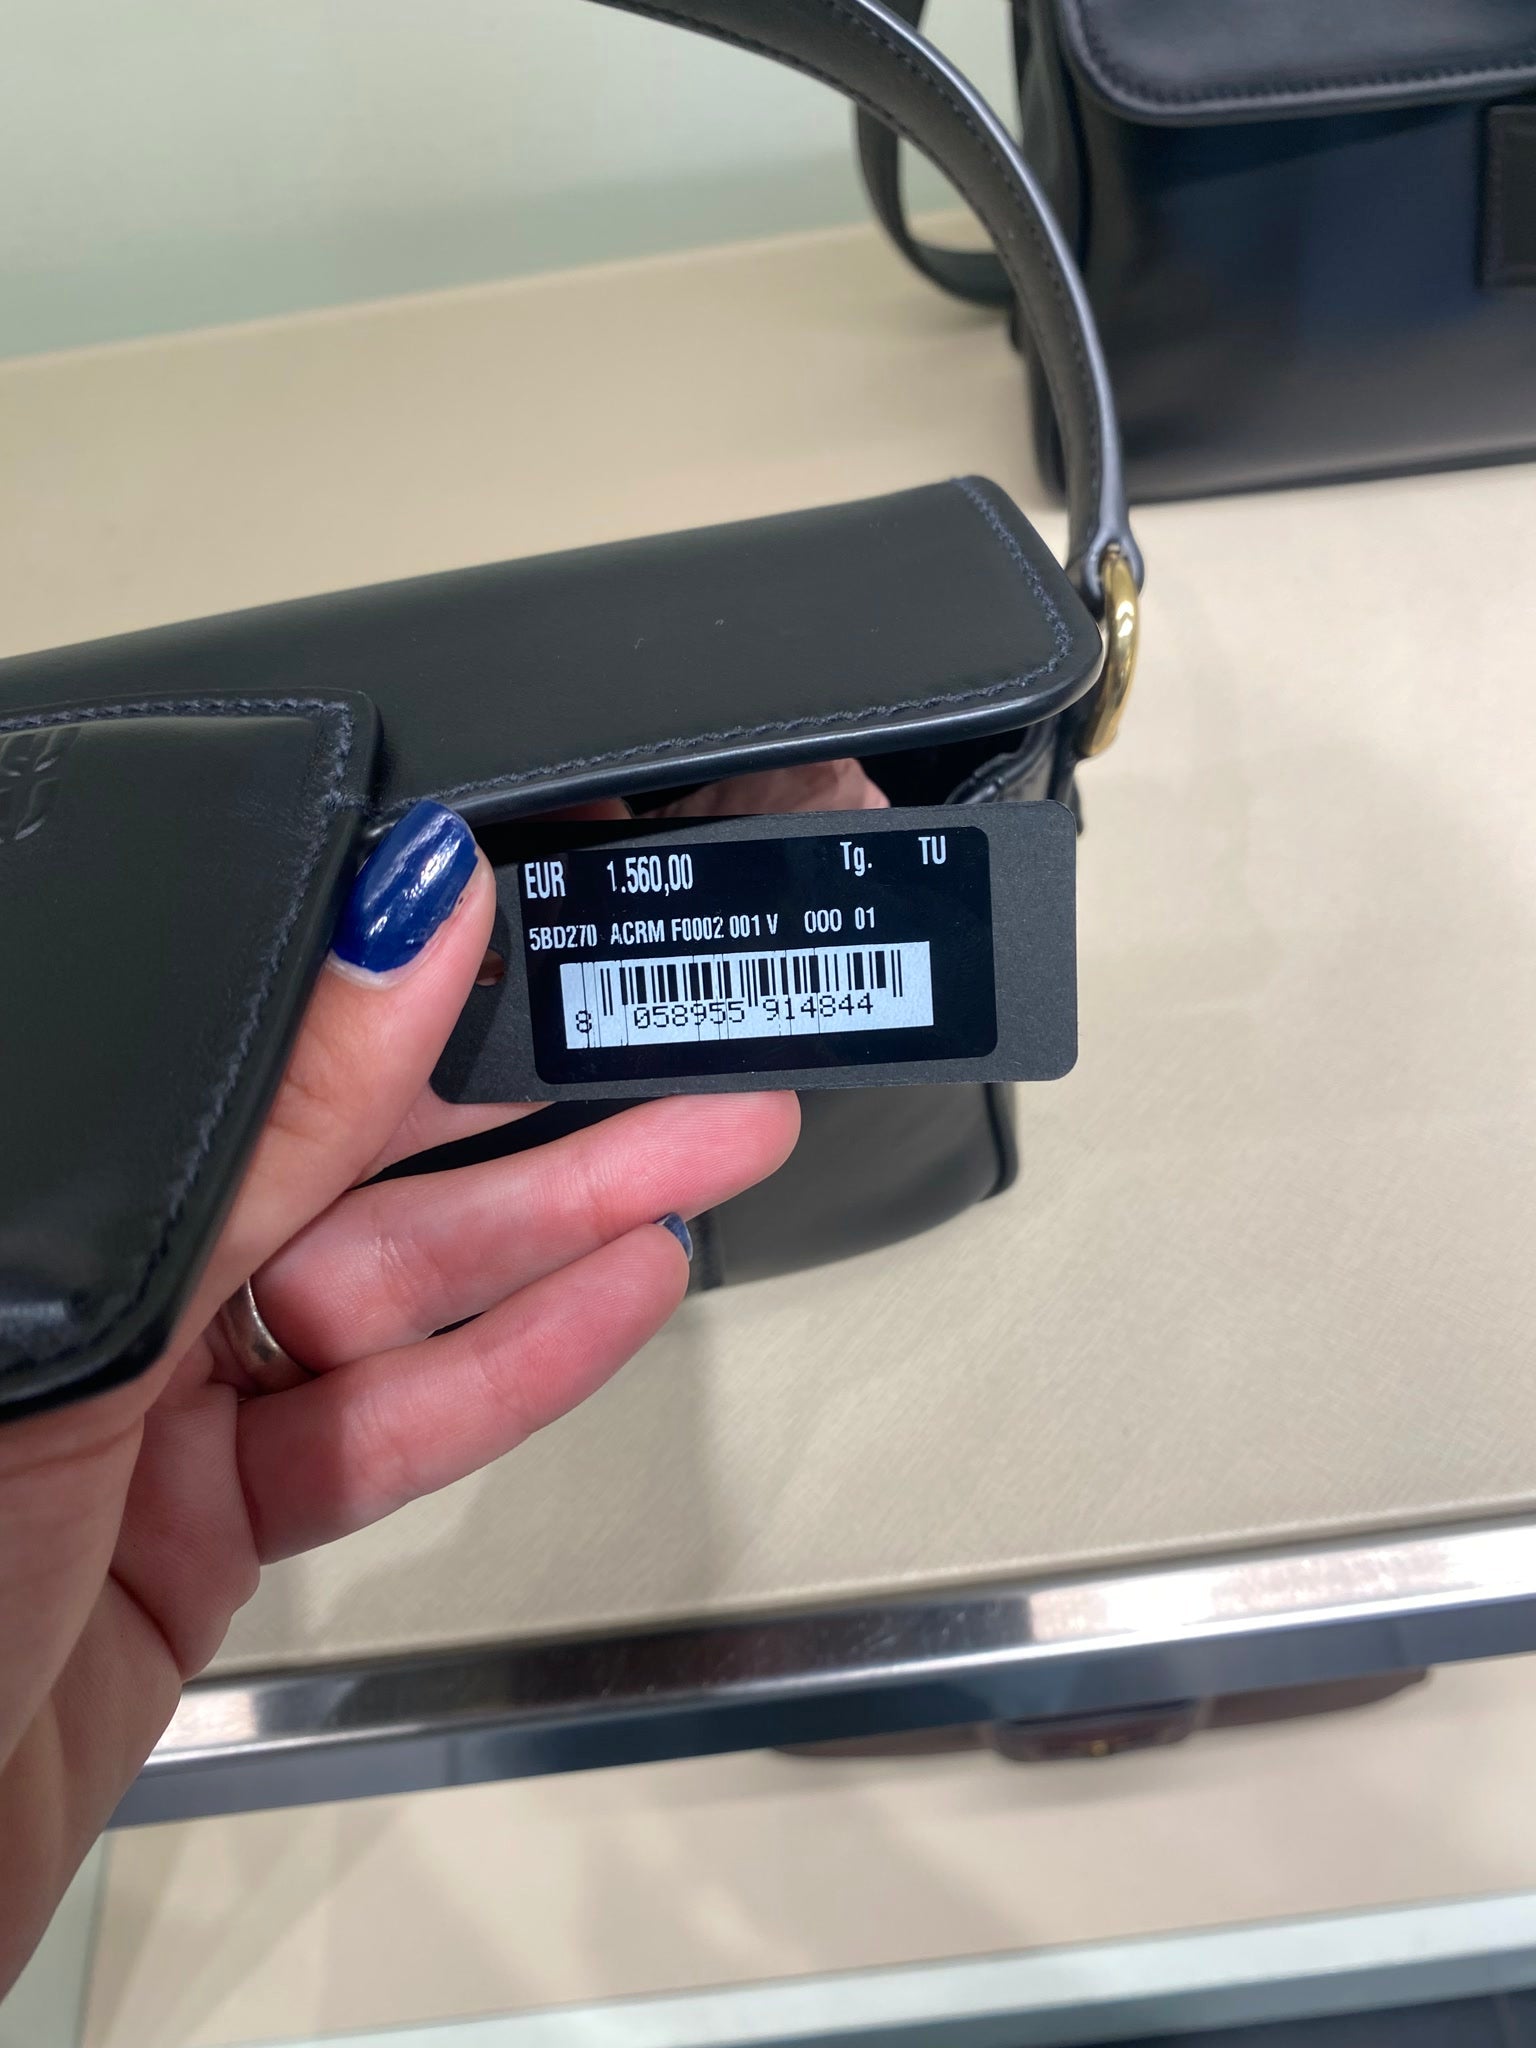 EUR 1.560,00 Tg. TU
5BD270 ACRM F0002 001 V 000 01
8 058955 914844